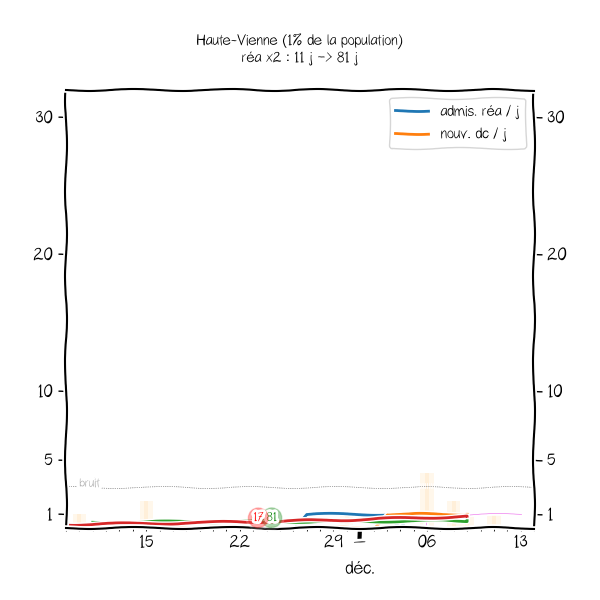 Haute-Vienne (1% de la population)
réa x2 : 11 j -> 81 j
admis. réa / j
nouv. dc / j
30
30
20
20
10
10
5
5
bruit
1
1
17
81
15
22
29
06
13
déc.